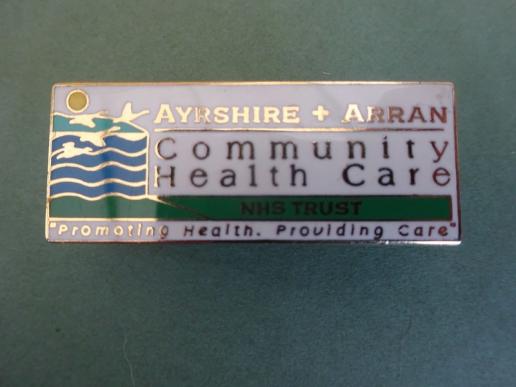 AYRSHIRE + ARRAN
Community
Health Care
NHS TRUST
"Promoting Health. Providing Care"